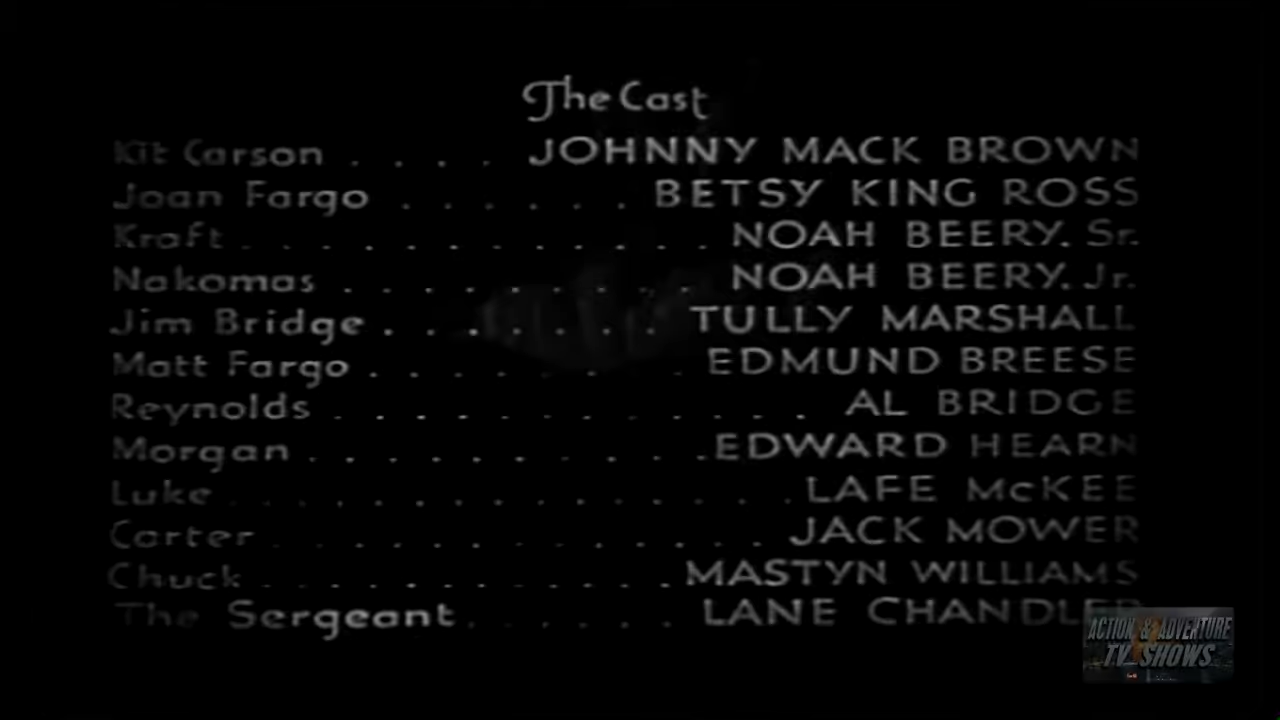 The Cast
Kit Carson . . . . JOHNNY MACK BROWN
Joan Fargo . . . . . . BETSY KING ROSS
Kraft . . . . . . . . . . . . NOAH BEERY. Sr.
Nakomas . . . . . . . . . NOAH BEERY. Jr.
Jim Bridge . . . . . . . TULLY MARSHALL
Matt Fargo . . . . . . . . EDMUND BREESE
Reynolds . . . . . . . . . . . . AL BRIDGE
Morgan . . . . . . . . . . . EDWARD HEARN
Luke . . . . . . . . . . . . . . LAFE McKEE
Carter . . . . . . . . . . . . JACK MOWER
Chuck . . . . . . . . . . . MASTYN WILLIAMS
The Sergeant . . . . . . LANE CHANDLER
ACTION & ADVENTURE
TV SHOWS